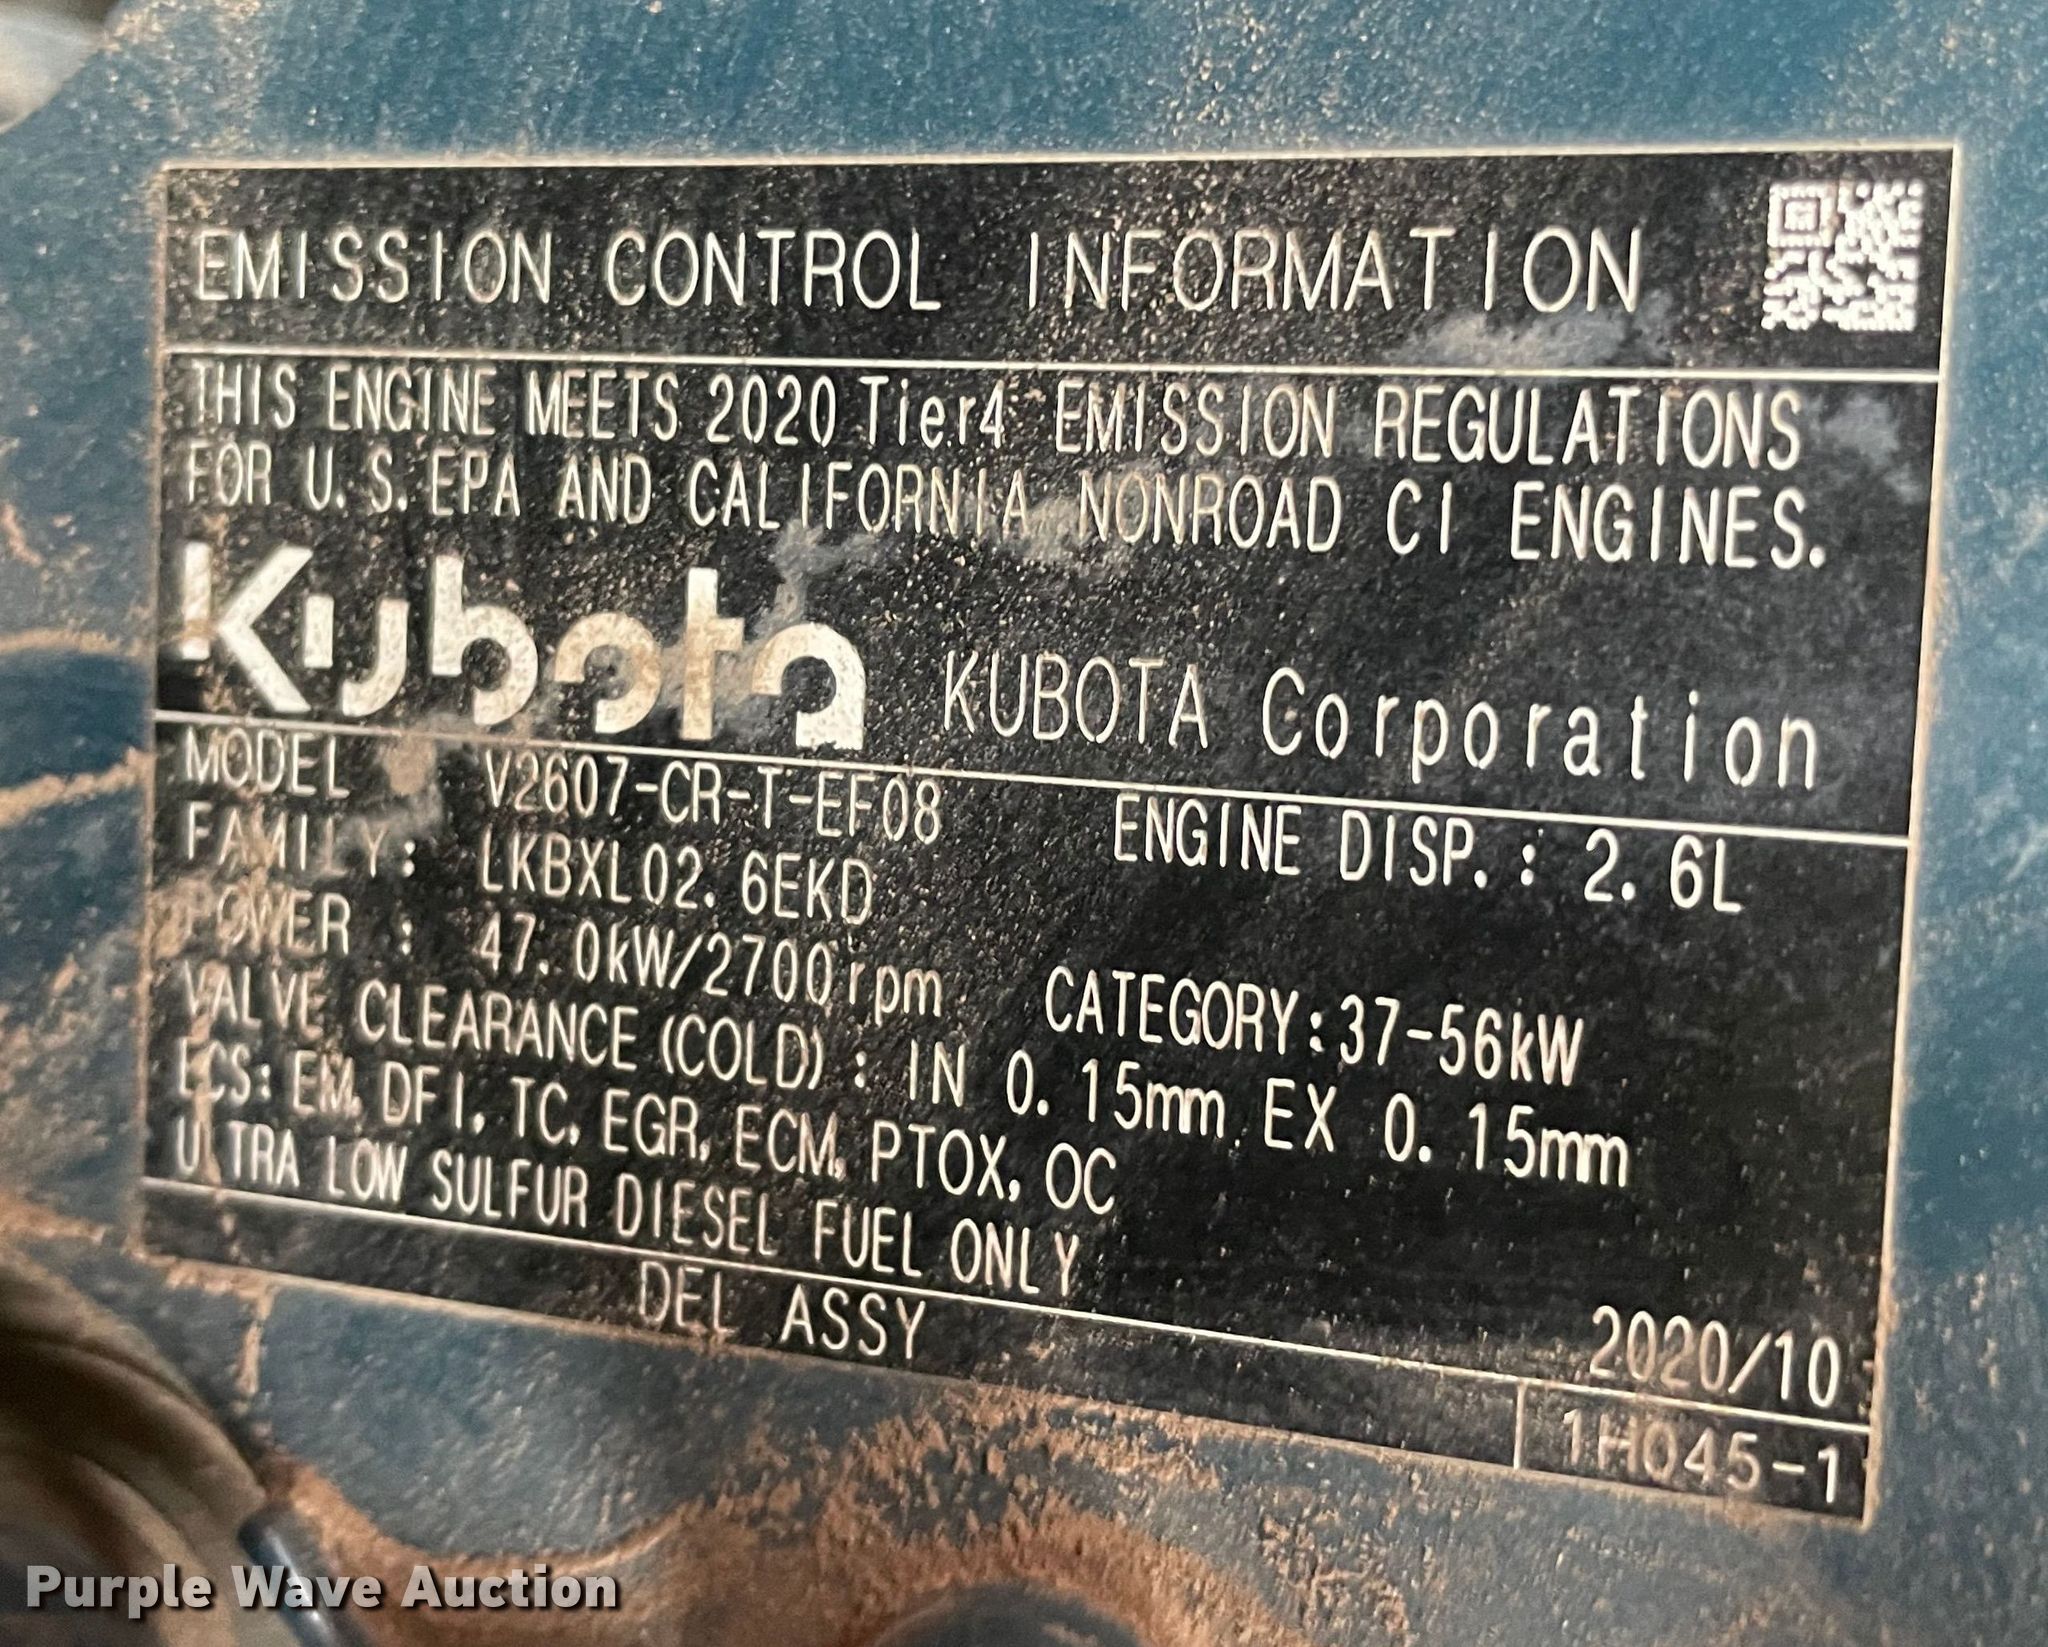 EMISSION CONTROL INFORMATION
THIS ENGINE MEETS 2020 Tier4 EMISSION REGULATIONS
FOR U.S.EPA AND CALIFORNIA NONROAD CI ENGINES.
Kubota KUBOTA Corporation
MODEL V2607-CR-T-EF08
FAMILY: LKBXL02.6EKD ENGINE DISP.: 2.6L
POWER : 47.0kW/2700rpm CATEGORY:37-56kW
VALVE CLEARANCE(COLD): IN 0.15mm EX 0.15mm
ECS: EM, DFI, TC, EGR, ECM, PTOX, OC
ULTRA LOW SULFUR DIESEL FUEL ONLY
2020/10
DEL ASSY 1H045-1
Purple Wave Auction